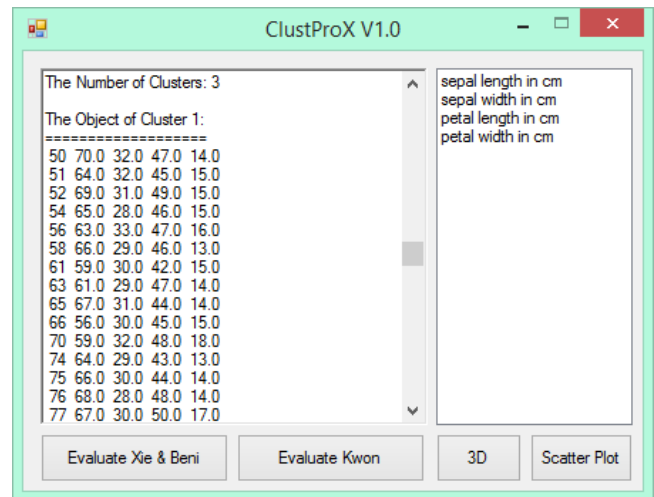 ClustProX V1.0
The Number of Clusters: 3
The Object of Cluster 1:
===================
50 70.0 32.0 47.0 14.0
51 64.0 32.0 45.0 15.0
52 69.0 31.0 49.0 15.0
54 65.0 28.0 46.0 15.0
56 63.0 33.0 47.0 16.0
58 66.0 29.0 46.0 13.0
61 59.0 30.0 42.0 15.0
63 61.0 29.0 47.0 14.0
65 67.0 31.0 44.0 14.0
66 56.0 30.0 45.0 15.0
70 59.0 32.0 48.0 18.0
74 64.0 29.0 43.0 13.0
75 66.0 30.0 44.0 14.0
76 68.0 28.0 48.0 14.0
77 67.0 30.0 50.0 17.0
sepal length in cm
sepal width in cm
petal length in cm
petal width in cm
Evaluate Xie & Beni
Evaluate Kwon
3D
Scatter Plot